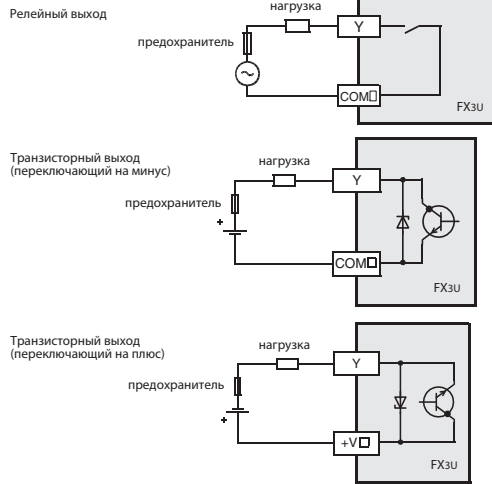 Релейный выход
нагрузка
предохранитель
Y
COM□
FX3U
Транзисторный выход
(переключающий на минус)
нагрузка
предохранитель
+
Y
COM□
FX3U
Транзисторный выход
(переключающий на плюс)
нагрузка
предохранитель
+
Y
+V□
FX3U